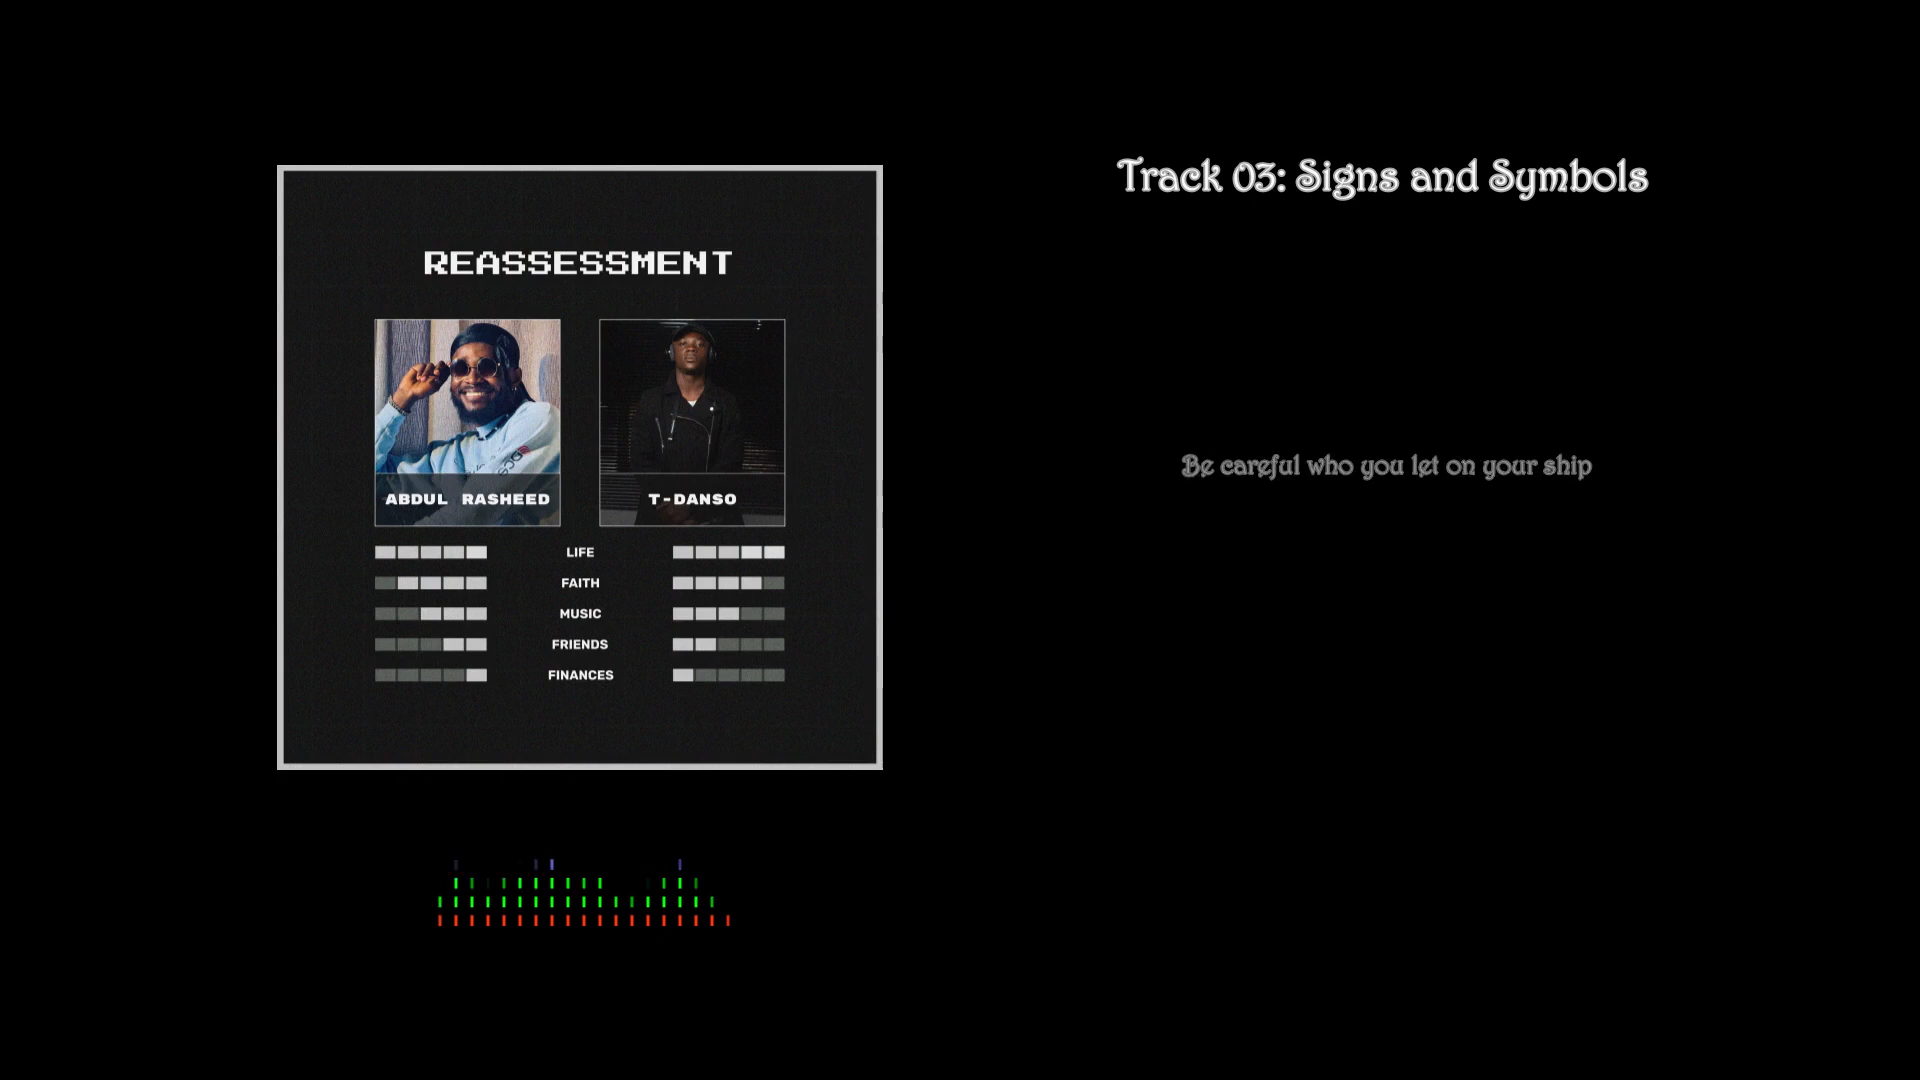 Track 03: Signs and Symbols
REASSESSMENT
ABDUL RASHEED
T-DANSO
LIFE
FAITH
MUSIC
FRIENDS
FINANCES
Be careful who you let on your ship